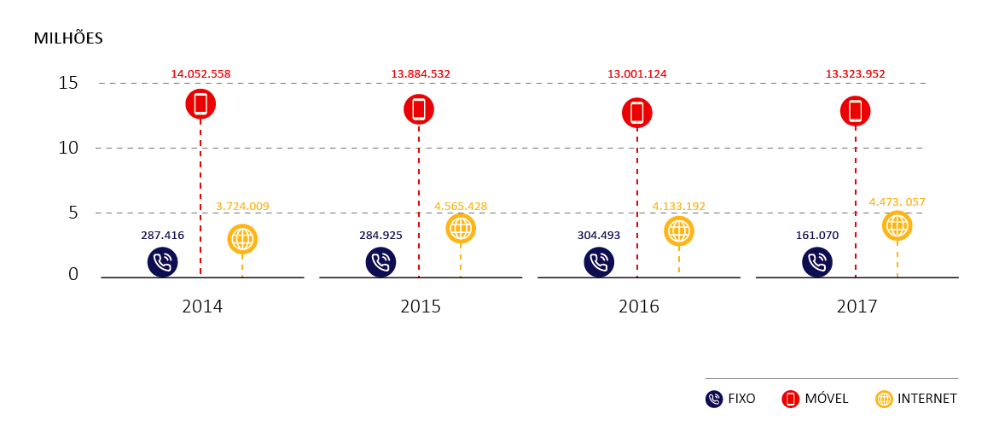 MILHÕES
14.052.558 13.884.532 13.001.124 13.323.952
15
10
3.724.009 4.565.428 4.133.192 4.473. 057
5
287.416 284.925 304.493 161.070
0
2014 2015 2016 2017
FIXO MÓVEL INTERNET